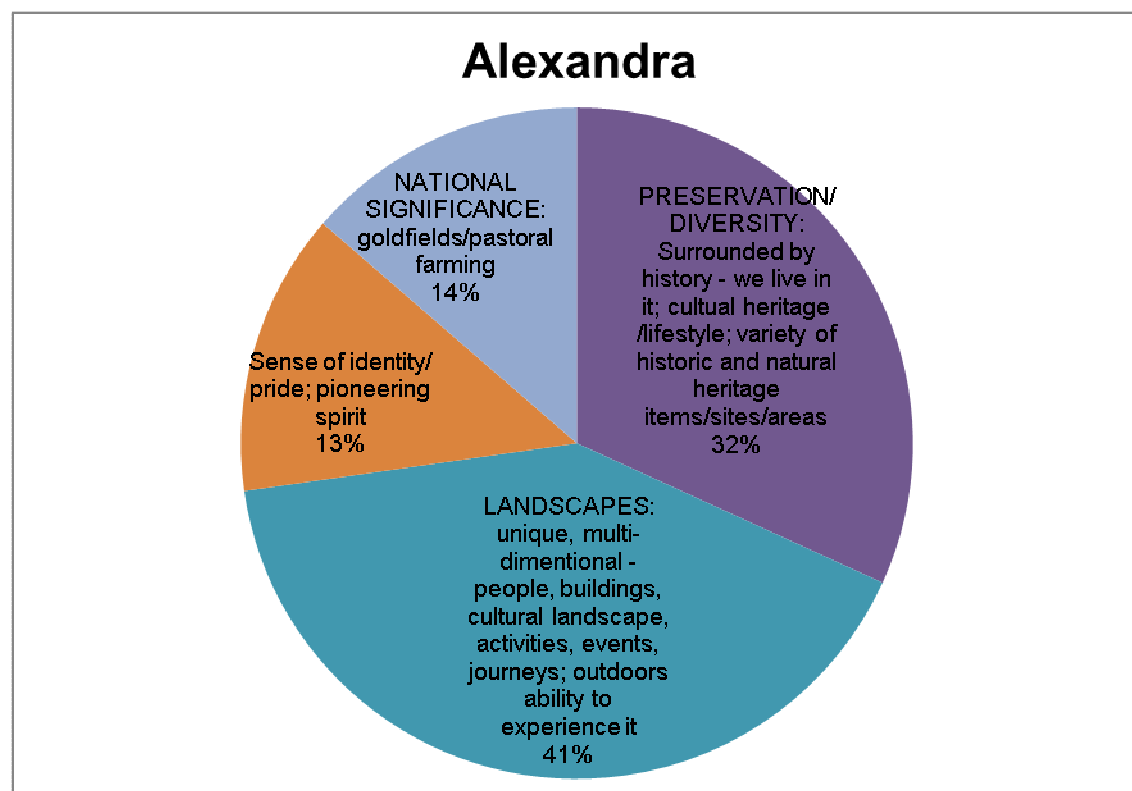 Alexandra
NATIONAL
SIGNIFICANCE:
goldfields/pastoral
farming
14%
PRESERVATION/
DIVERSITY:
Surrounded by
history - we live in
it; cultual heritage
/lifestyle; variety of
historic and natural
heritage
items/sites/areas
32%
Sense of identity/
pride; pioneering
spirit
13%
LANDSCAPES:
unique, multi-
dimentional -
people, buildings,
cultural landscape,
activities, events,
journeys; outdoors
ability to
experience it
41%